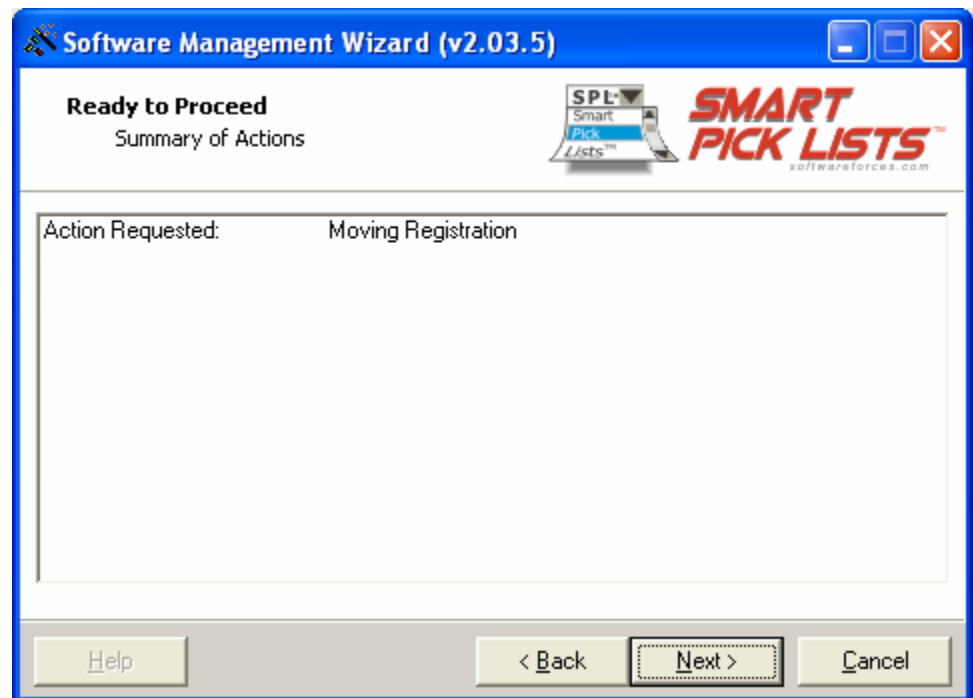 Software Management Wizard (v2.03.5)
Ready to Proceed
Summary of Actions
SPL
Smart
Pick
Lists™
SMART
PICK LISTS™
softwareforces.com
Action Requested: Moving Registration
Help
< Back
Next >
Cancel